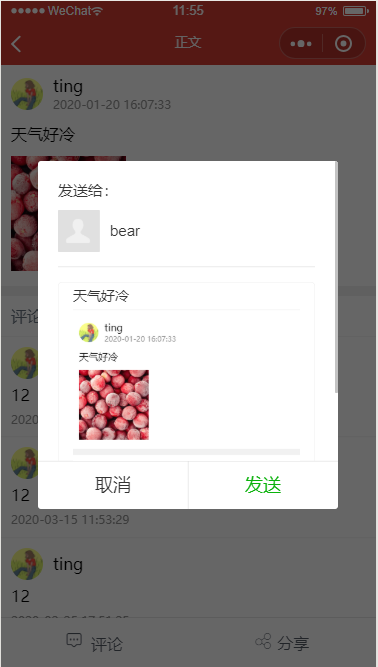 WeChat 11:55 97%
正文
ting
2020-01-20 16:07:33
天气好冷
发送给:
bear
天气好冷
ting
2020-01-20 16:07:33
天气好冷
取消 发送
评论
12
2020
12
2020-03-15 11:53:29
ting
12
评论 分享